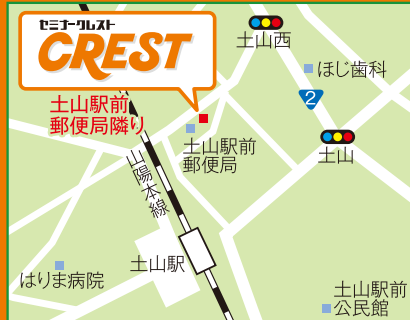 セミナークレスト
CREST
土山駅前
郵便局隣り
土山西
ほじ歯科
2
土山
土山駅前
郵便局
山陽本線
土山駅
はりま病院
土山駅前
公民館